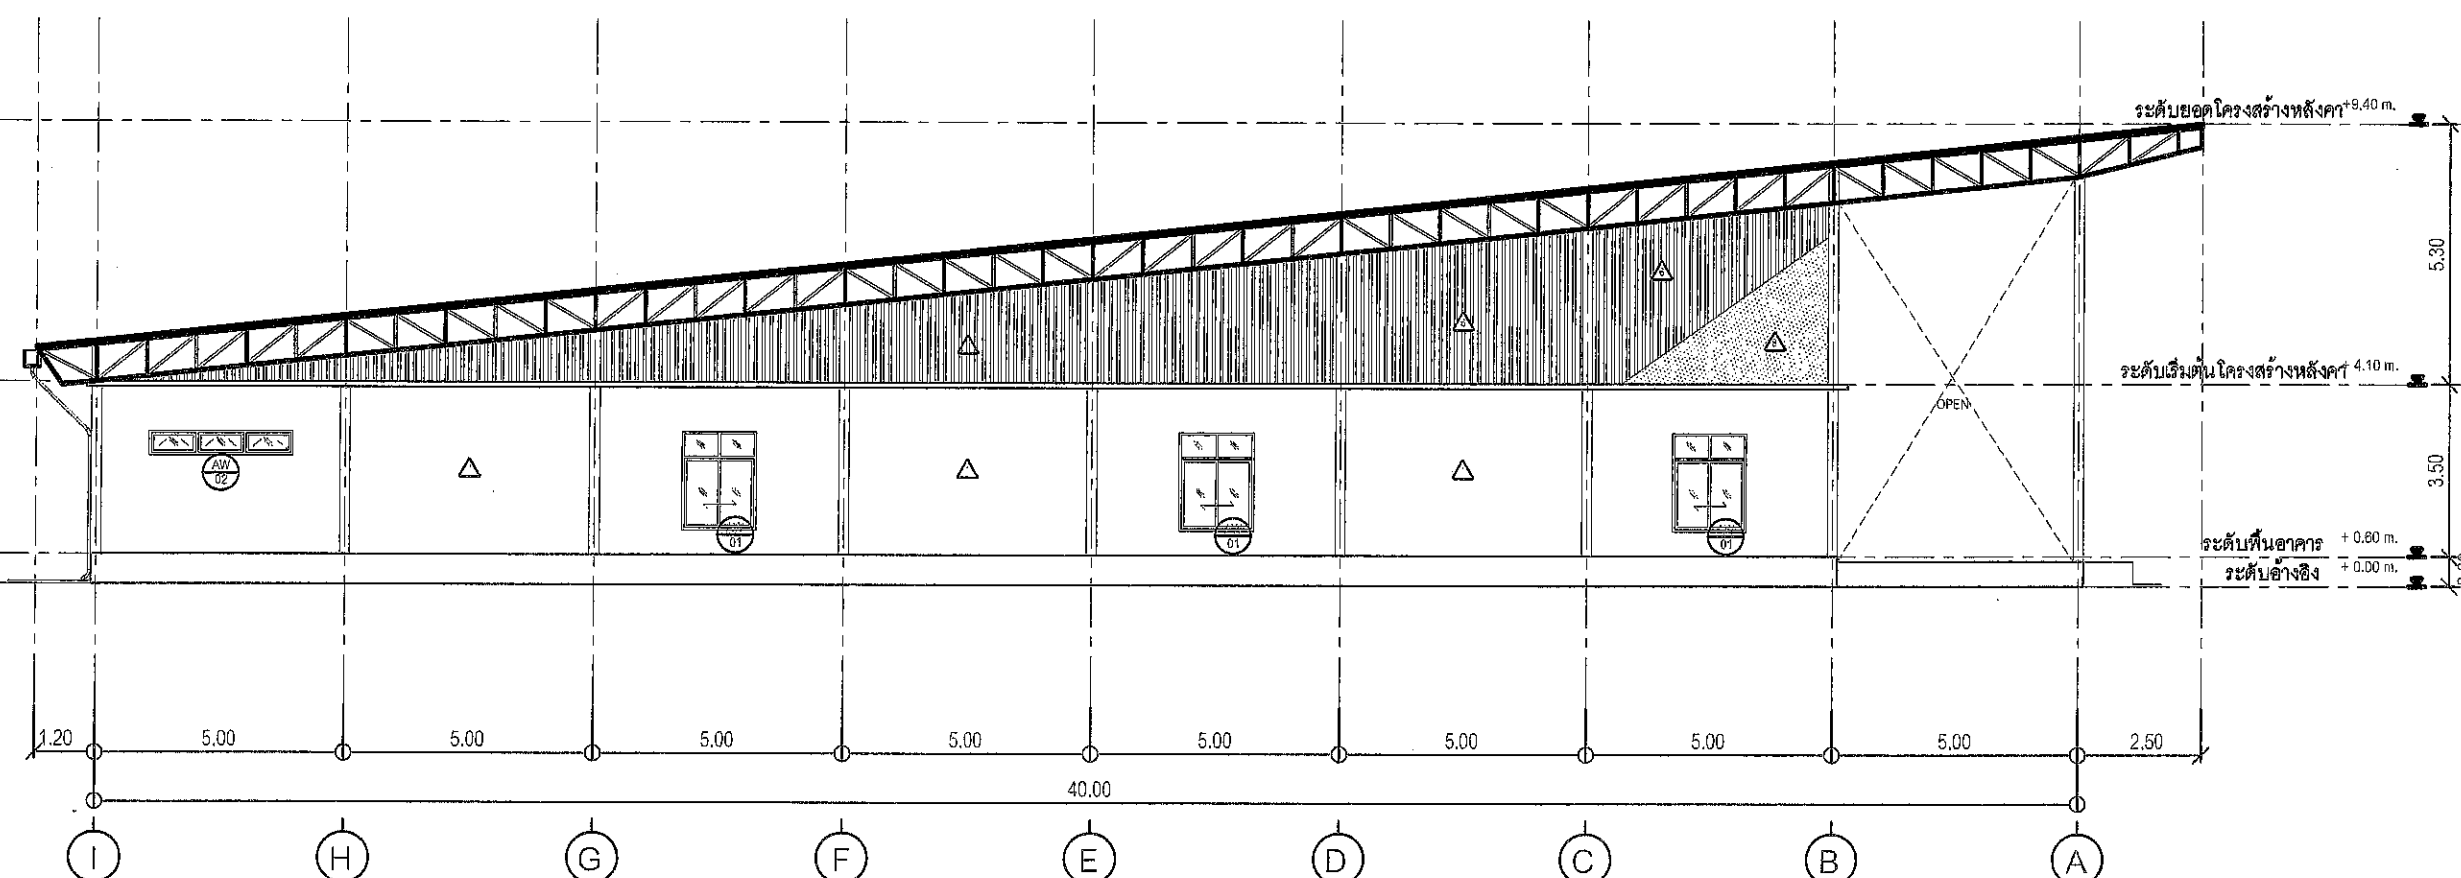 ระดับยอดโครงสร้างหลังคา +9.40 m.
5.30
ระดับเริ่มต้นโครงสร้างหลังคา 4.10 m.
OPEN
3.50
AW
02
01
01
01
ระดับพื้นอาคาร + 0.60 m.
ระดับอ้างอิง + 0.00 m.
1.20 5.00 5.00 5.00 5.00 5.00 5.00 5.00 5.00 2.50
40.00
I H G F E D C B A